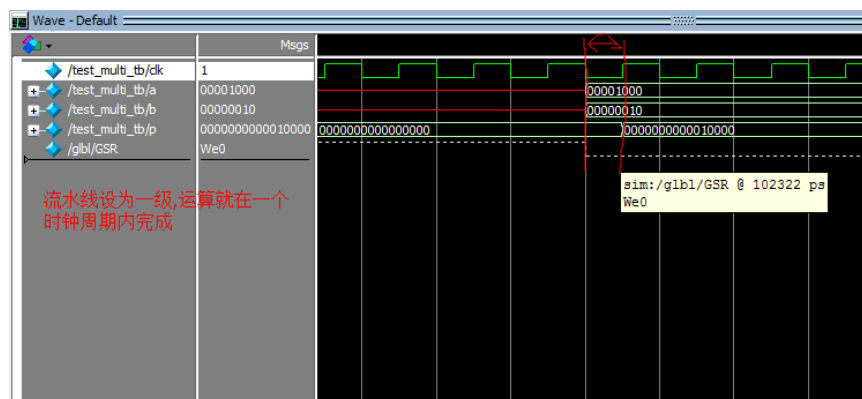 Wave - Default
Msgs
/test_multi_tb/clk 1
/test_multi_tb/a 00001000 00001000
/test_multi_tb/b 00000010 00000010
/test_multi_tb/p 0000000000010000 0000000000000000 0000000000010000
/glbl/GSR We0
sim:/glbl/GSR @ 102322 ps
We0
流水线设为一级,运算就在一个
时钟周期内完成